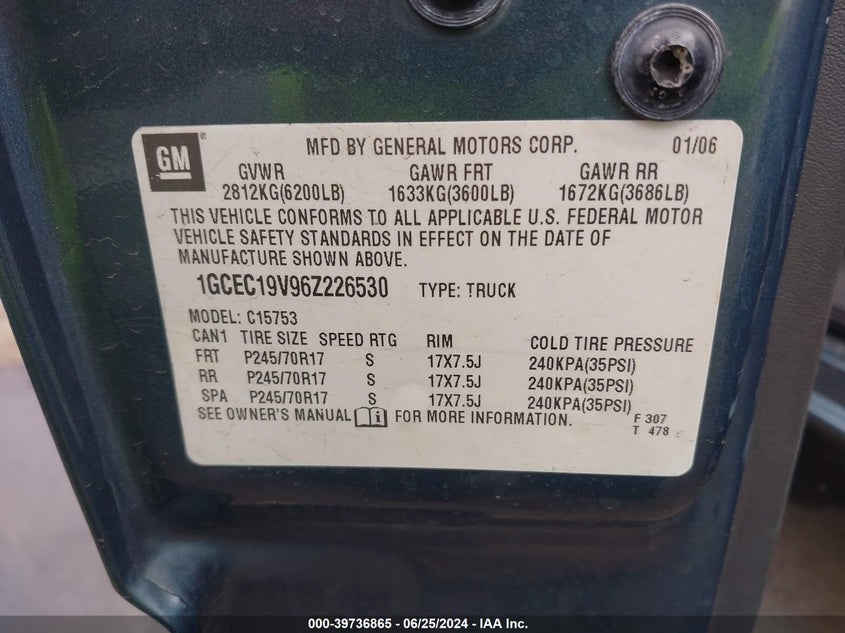 GM ® MFD BY GENERAL MOTORS CORP. 01/06
GVWR GAWR FRT GAWR RR
2812KG(6200LB) 1633KG(3600LB) 1672KG(3686LB)
THIS VEHICLE CONFORMS TO ALL APPLICABLE U.S. FEDERAL MOTOR
VEHICLE SAFETY STANDARDS IN EFFECT ON THE DATE OF
MANUFACTURE SHOWN ABOVE.
1GCEC19V96Z226530 TYPE: TRUCK
MODEL: C15753
CAN1 TIRE SIZE SPEED RTG RIM COLD TIRE PRESSURE
FRT P245/70R17 S 17X7.5J 240KPA(35PSI)
RR P245/70R17 S 17X7.5J 240KPA(35PSI)
SPA P245/70R17 S 17X7.5J 240KPA(35PSI)
SEE OWNER'S MANUAL FOR MORE INFORMATION. F 307
T 478
000-39736865 - 06/25/2024 - IAA Inc.